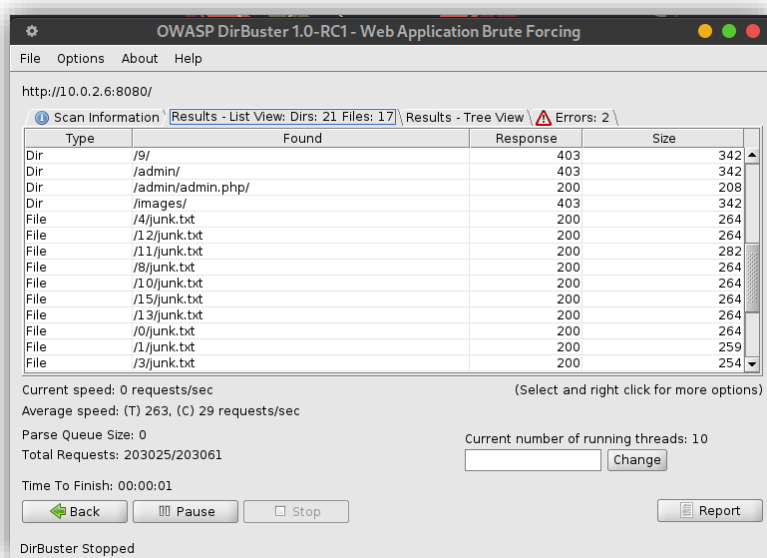 OWASP DirBuster 1.0-RC1 - Web Application Brute Forcing
File Options About Help
http://10.0.2.6:8080/
Scan Information Results - List View: Dirs: 21 Files: 17 Results - Tree View Errors: 2
Type Found Response Size
Dir /9/ 403 342
Dir /admin/ 403 342
Dir /admin/admin.php/ 200 208
Dir /images/ 403 342
File /4/junk.txt 200 264
File /12/junk.txt 200 264
File /11/junk.txt 200 282
File /8/junk.txt 200 264
File /10/junk.txt 200 264
File /15/junk.txt 200 264
File /13/junk.txt 200 264
File /0/junk.txt 200 264
File /1/junk.txt 200 259
File /3/junk.txt 200 254
Current speed: 0 requests/sec (Select and right click for more options)
Average speed: (T) 263, (C) 29 requests/sec
Parse Queue Size: 0 Current number of running threads: 10
Total Requests: 203025/203061 Change
Time To Finish: 00:00:01
Back Pause Stop Report
DirBuster Stopped